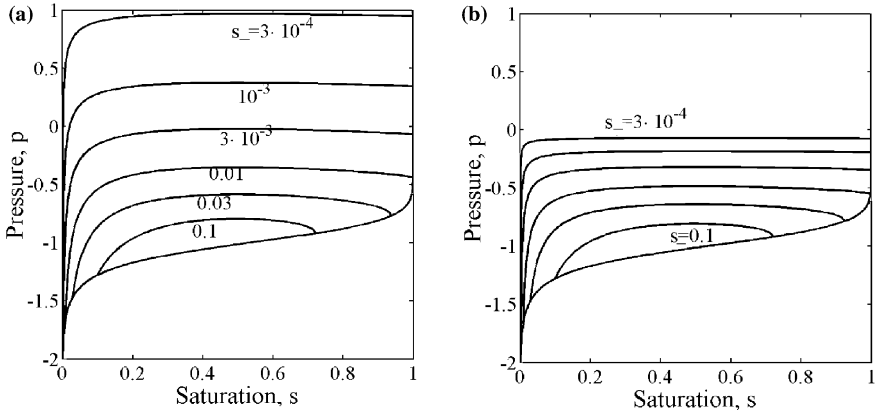 (a)
1
0.5
0
-0.5
-1
-1.5
-2
Pressure, p
s_=3· 10-4
10-3
3· 10-3
0.01
0.03
0.1
0 0.2 0.4 0.6 0.8 1
Saturation, s
(b)
1
0.5
0
-0.5
-1
-1.5
-2
Pressure, p
s_=3· 10-4
s_=0.1
0 0.2 0.4 0.6 0.8 1
Saturation, s